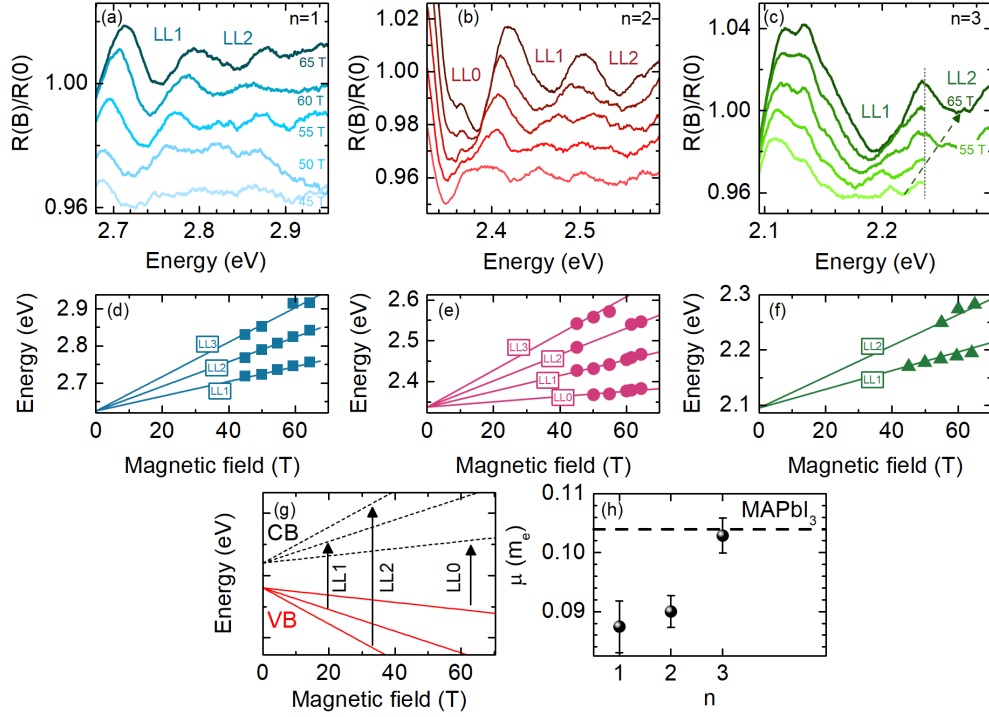 (a) LL1 LL2 n=1
65 T
60 T
55 T
50 T
45 T
R(B)/R(0)
1.00
0.96
2.7 2.8 2.9
Energy (eV)
(b) n=2
LL0 LL1 LL2
R(B)/R(0)
1.02
1.00
0.98
0.96
2.4 2.5
Energy (eV)
(c) n=3
LL1 LL2
65 T
55 T
R(B)/R(0)
1.04
1.00
0.96
2.1 2.2
Energy (eV)
(d)
LL3
LL2
LL1
Energy (eV)
2.9
2.8
2.7
0 20 40 60
Magnetic field (T)
(e)
LL3
LL2
LL1
LL0
Energy (eV)
2.6
2.5
2.4
0 20 40 60
Magnetic field (T)
(f)
LL2
LL1
Energy (eV)
2.3
2.2
2.1
0 20 40 60
Magnetic field (T)
(g)
CB
VB
LL1
LL2
LL0
Energy (eV)
0 20 40 60
Magnetic field (T)
(h) MAPbI₃
μ (mₑ)
0.11
0.10
0.09
1 2 3
n